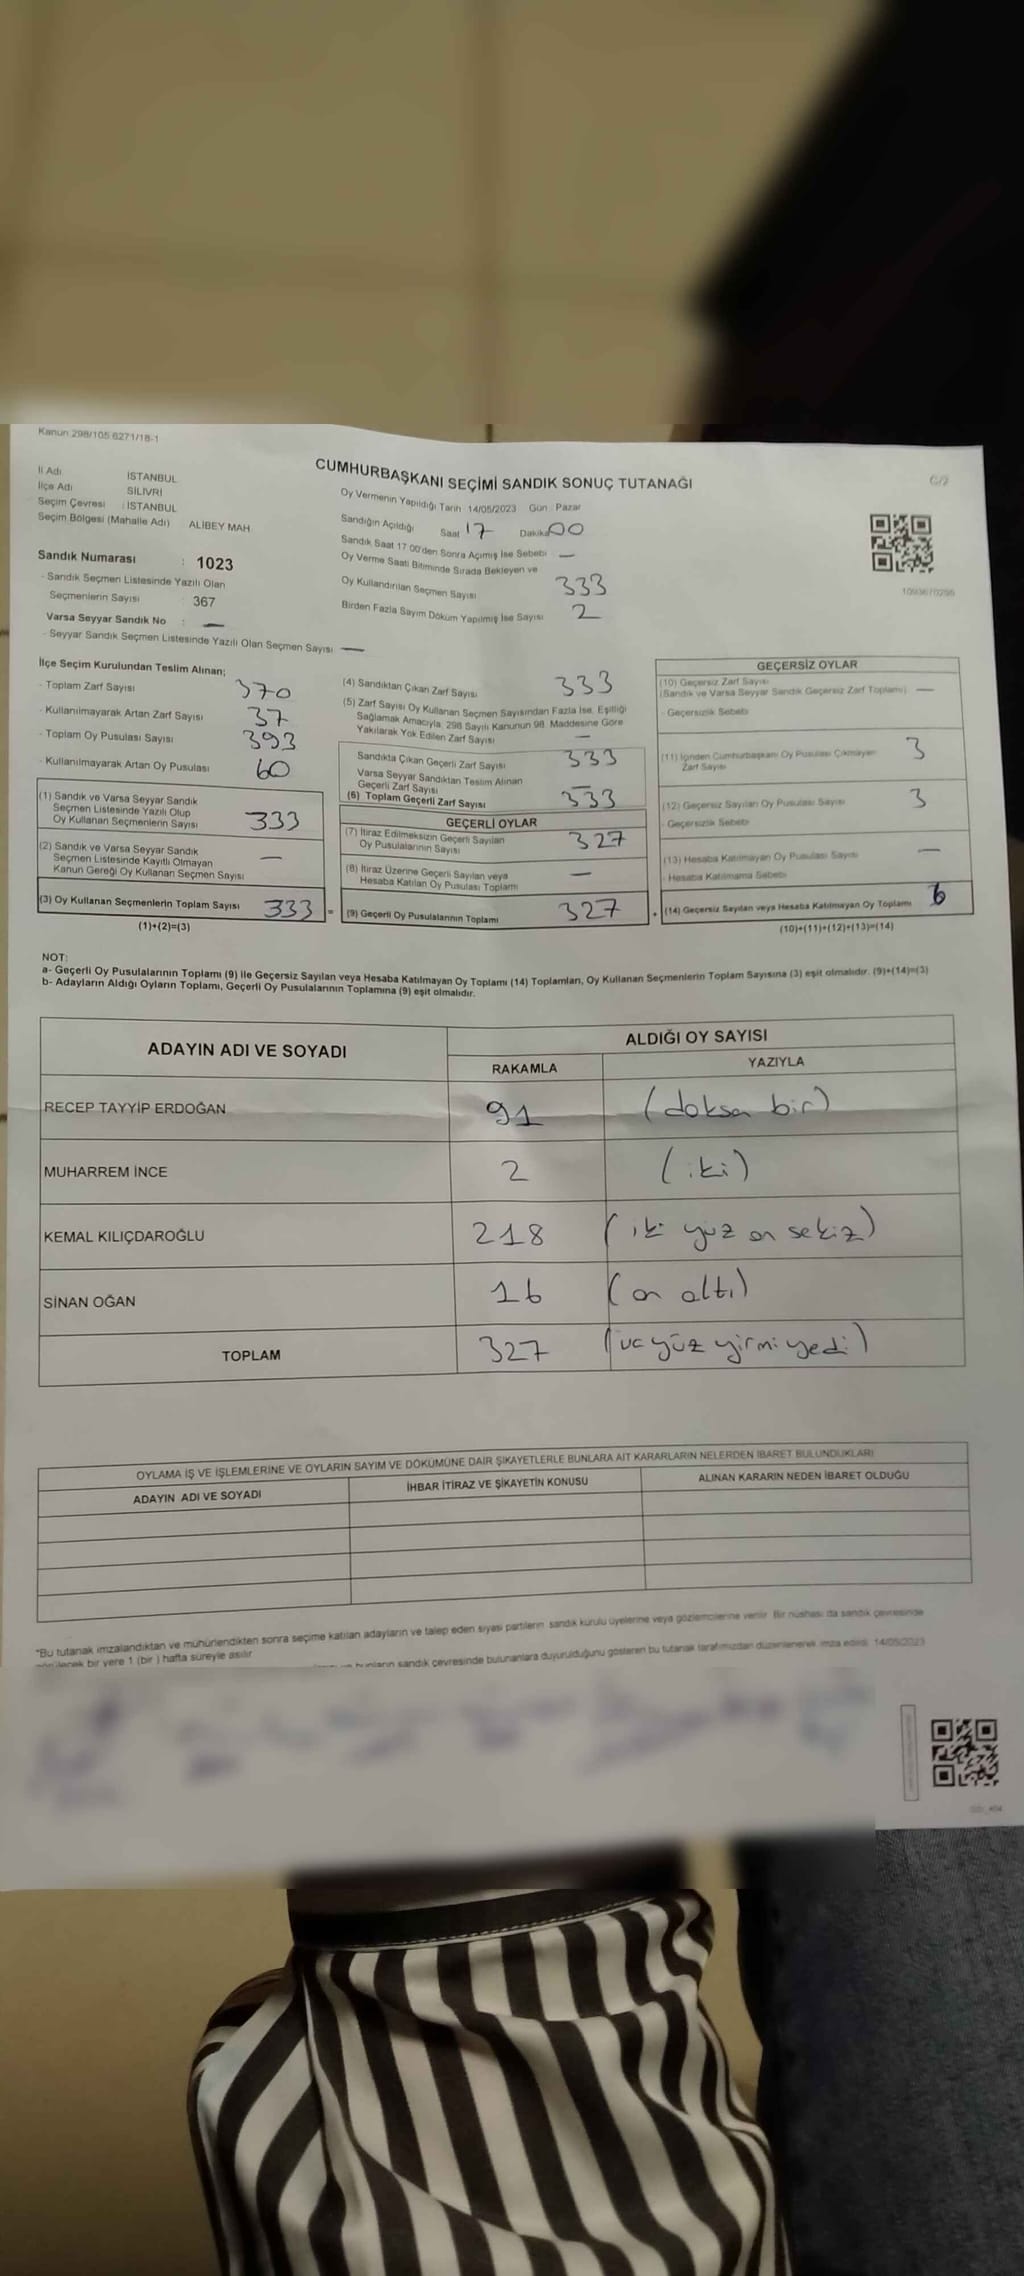 Kanun 298/105 6271/18-1
CUMHURBAŞKANI SEÇİMİ SANDIK SONUÇ TUTANAĞI
C/2
İl Adı İSTANBUL
İlçe Adı SİLİVRİ
Seçim Çevresi : İSTANBUL
Seçim Bölgesi (Mahalle Adı) ALİBEY MAH.
Sandık Numarası : 1023
- Sandık Seçmen Listesinde Yazılı Olan
Seçmenlerin Sayısı : 367
Varsa Seyyar Sandık No : —
- Seyyar Sandık Seçmen Listesinde Yazılı Olan Seçmen Sayısı —
Oy Vermenin Yapıldığı Tarih 14/05/2023 Gün : Pazar
Sandığın Açıldığı Saat 17 Dakika 00
Sandık Saat 17:00'den Sonra Açımış İse Sebebi —
Oy Verme Saati Bitiminde Sırada Bekleyen ve
Oy Kullandırılan Seçmen Sayısı 333
Birden Fazla Sayım Döküm Yapılmış İse Sayısı 2
1093670295
İlçe Seçim Kurulundan Teslim Alınan;
- Toplam Zarf Sayısı 370
- Kullanılmayarak Artan Zarf Sayısı 37
- Toplam Oy Pusulası Sayısı 393
- Kullanılmayarak Artan Oy Pusulası 60
(1) Sandık ve Varsa Seyyar Sandık
Seçmen Listesinde Yazılı Olup
Oy Kullanan Seçmenlerin Sayısı 333
(2) Sandık ve Varsa Seyyar Sandık
Seçmen Listesinde Kayıtlı Olmayan
Kanun Gereği Oy Kullanan Seçmen Sayısı —
(3) Oy Kullanan Seçmenlerin Toplam Sayısı 333 =
(1)+(2)=(3)
(4) Sandıktan Çıkan Zarf Sayısı 333
(5) Zarf Sayısı Oy Kullanan Seçmen Sayısından Fazla İse, Eşitliği
Sağlamak Amacıyla, 298 Sayılı Kanunun 98. Maddesine Göre
Yakılarak Yok Edilen Zarf Sayısı —
Sandıkta Çıkan Geçerli Zarf Sayısı 333
Varsa Seyyar Sandıktan Teslim Alınan
Geçerli Zarf Sayısı —
(6) Toplam Geçerli Zarf Sayısı 333
GEÇERLİ OYLAR
(7) İtiraz Edilmeksizin Geçerli Sayılan
Oy Pusulalarının Sayısı 327
(8) İtiraz Üzerine Geçerli Sayılan veya
Hesaba Katılan Oy Pusulası Toplamı —
(9) Geçerli Oy Pusulalarının Toplamı 327 +
GEÇERSİZ OYLAR
(10) Geçersiz Zarf Sayısı
(Sandık ve Varsa Seyyar Sandık Geçersiz Zarf Toplamı) —
- Geçersizlik Sebebi
(11) İçinden Cumhurbaşkanı Oy Pusulası Çıkmayan
Zarf Sayısı 3
(12) Geçersiz Sayılan Oy Pusulası Sayısı 3
- Geçersizlik Sebebi
(13) Hesaba Katılmayan Oy Pusulası Sayısı —
- Hesaba Katılmama Sebebi
(14) Geçersiz Sayılan veya Hesaba Katılmayan Oy Toplamı 6
(10)+(11)+(12)+(13)=(14)
NOT:
a- Geçerli Oy Pusulalarının Toplamı (9) ile Geçersiz Sayılan veya Hesaba Katılmayan Oy Toplamı (14) Toplamları, Oy Kullanan Seçmenlerin Toplam Sayısına (3) eşit olmalıdır. (9)+(14)=(3)
b- Adayların Aldığı Oyların Toplamı, Geçerli Oy Pusulalarının Toplamına (9) eşit olmalıdır.
ADAYIN ADI VE SOYADI
ALDIĞI OY SAYISI
RAKAMLA YAZIYLA
RECEP TAYYİP ERDOĞAN 91 (doksa bir)
MUHARREM İNCE 2 (iki)
KEMAL KILIÇDAROĞLU 218 (iki yüz on sekiz)
SİNAN OĞAN 16 (on altı)
TOPLAM 327 (üc yüz yirmi yedi)
OYLAMA İŞ VE İŞLEMLERİNE VE OYLARIN SAYIM VE DÖKÜMÜNE DAİR ŞİKAYETLERLE BUNLARA AİT KARARLARIN NELERDEN İBARET BULUNDUKLARI
ADAYIN ADI VE SOYADI İHBAR İTİRAZ VE ŞİKAYETİN KONUSU ALINAN KARARIN NEDEN İBARET OLDUĞU
*Bu tutanak imzalandıktan ve mühürlendikten sonra seçime katılan adayların ve talep eden siyasi partilerin sandık kurulu üyelerine veya gözlemcilerine verilir. Bir nüshası da sandık çevresinde
görülecek bir yere 1 (bir) hafta süreyle asılır
bunların sandık çevresinde bulunanlara duyurulduğunu gösteren bu tutanak tarafımızdan düzenlenerek imza edildi. 14/05/2023